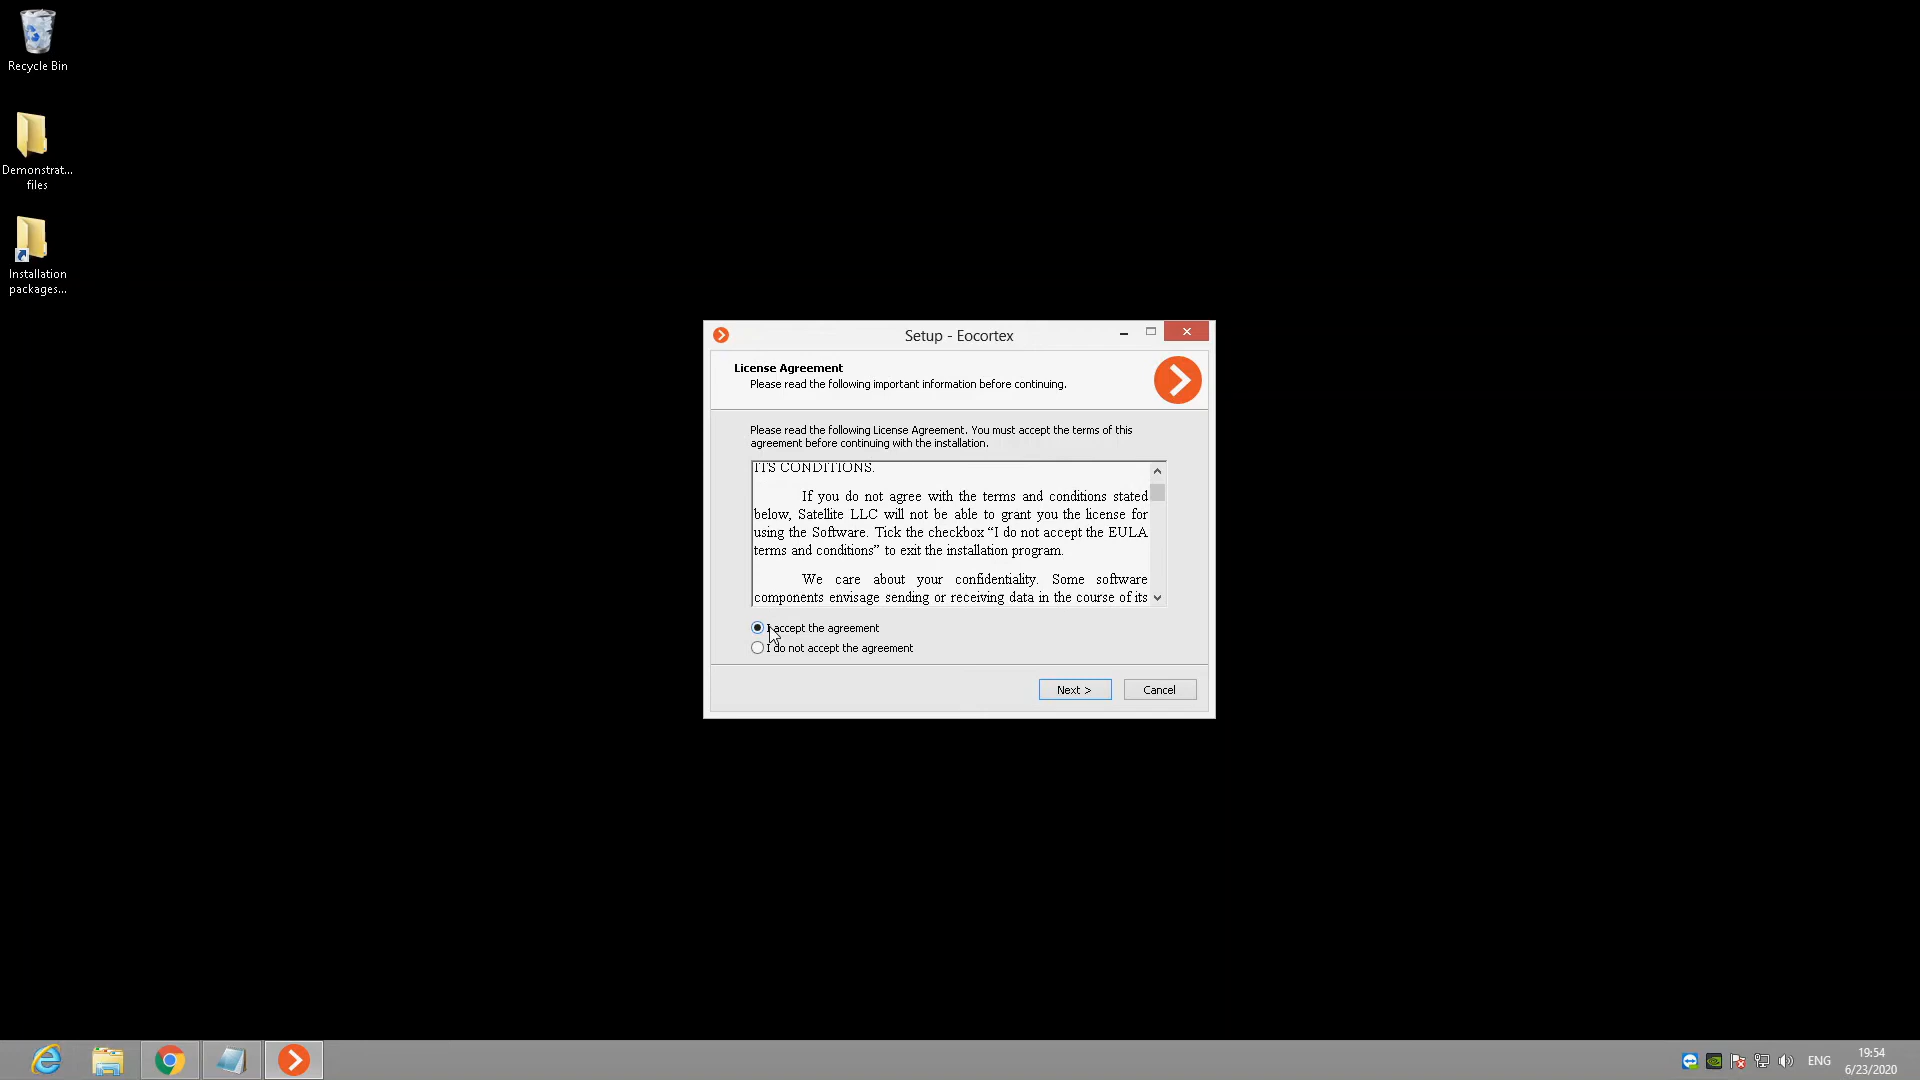 Recycle Bin
Demonstrat...
files
Installation
packages...
Setup - Eocortex
License Agreement
Please read the following important information before continuing.
Please read the following License Agreement. You must accept the terms of this
agreement before continuing with the installation.
ITS CONDITIONS.
If you do not agree with the terms and conditions stated
below, Satellite LLC will not be able to grant you the license for
using the Software. Tick the checkbox “I do not accept the EULA
terms and conditions” to exit the installation program.
We care about your confidentiality. Some software
components envisage sending or receiving data in the course of its
I accept the agreement
I do not accept the agreement
Next >
Cancel
ENG
19:54
6/23/2020